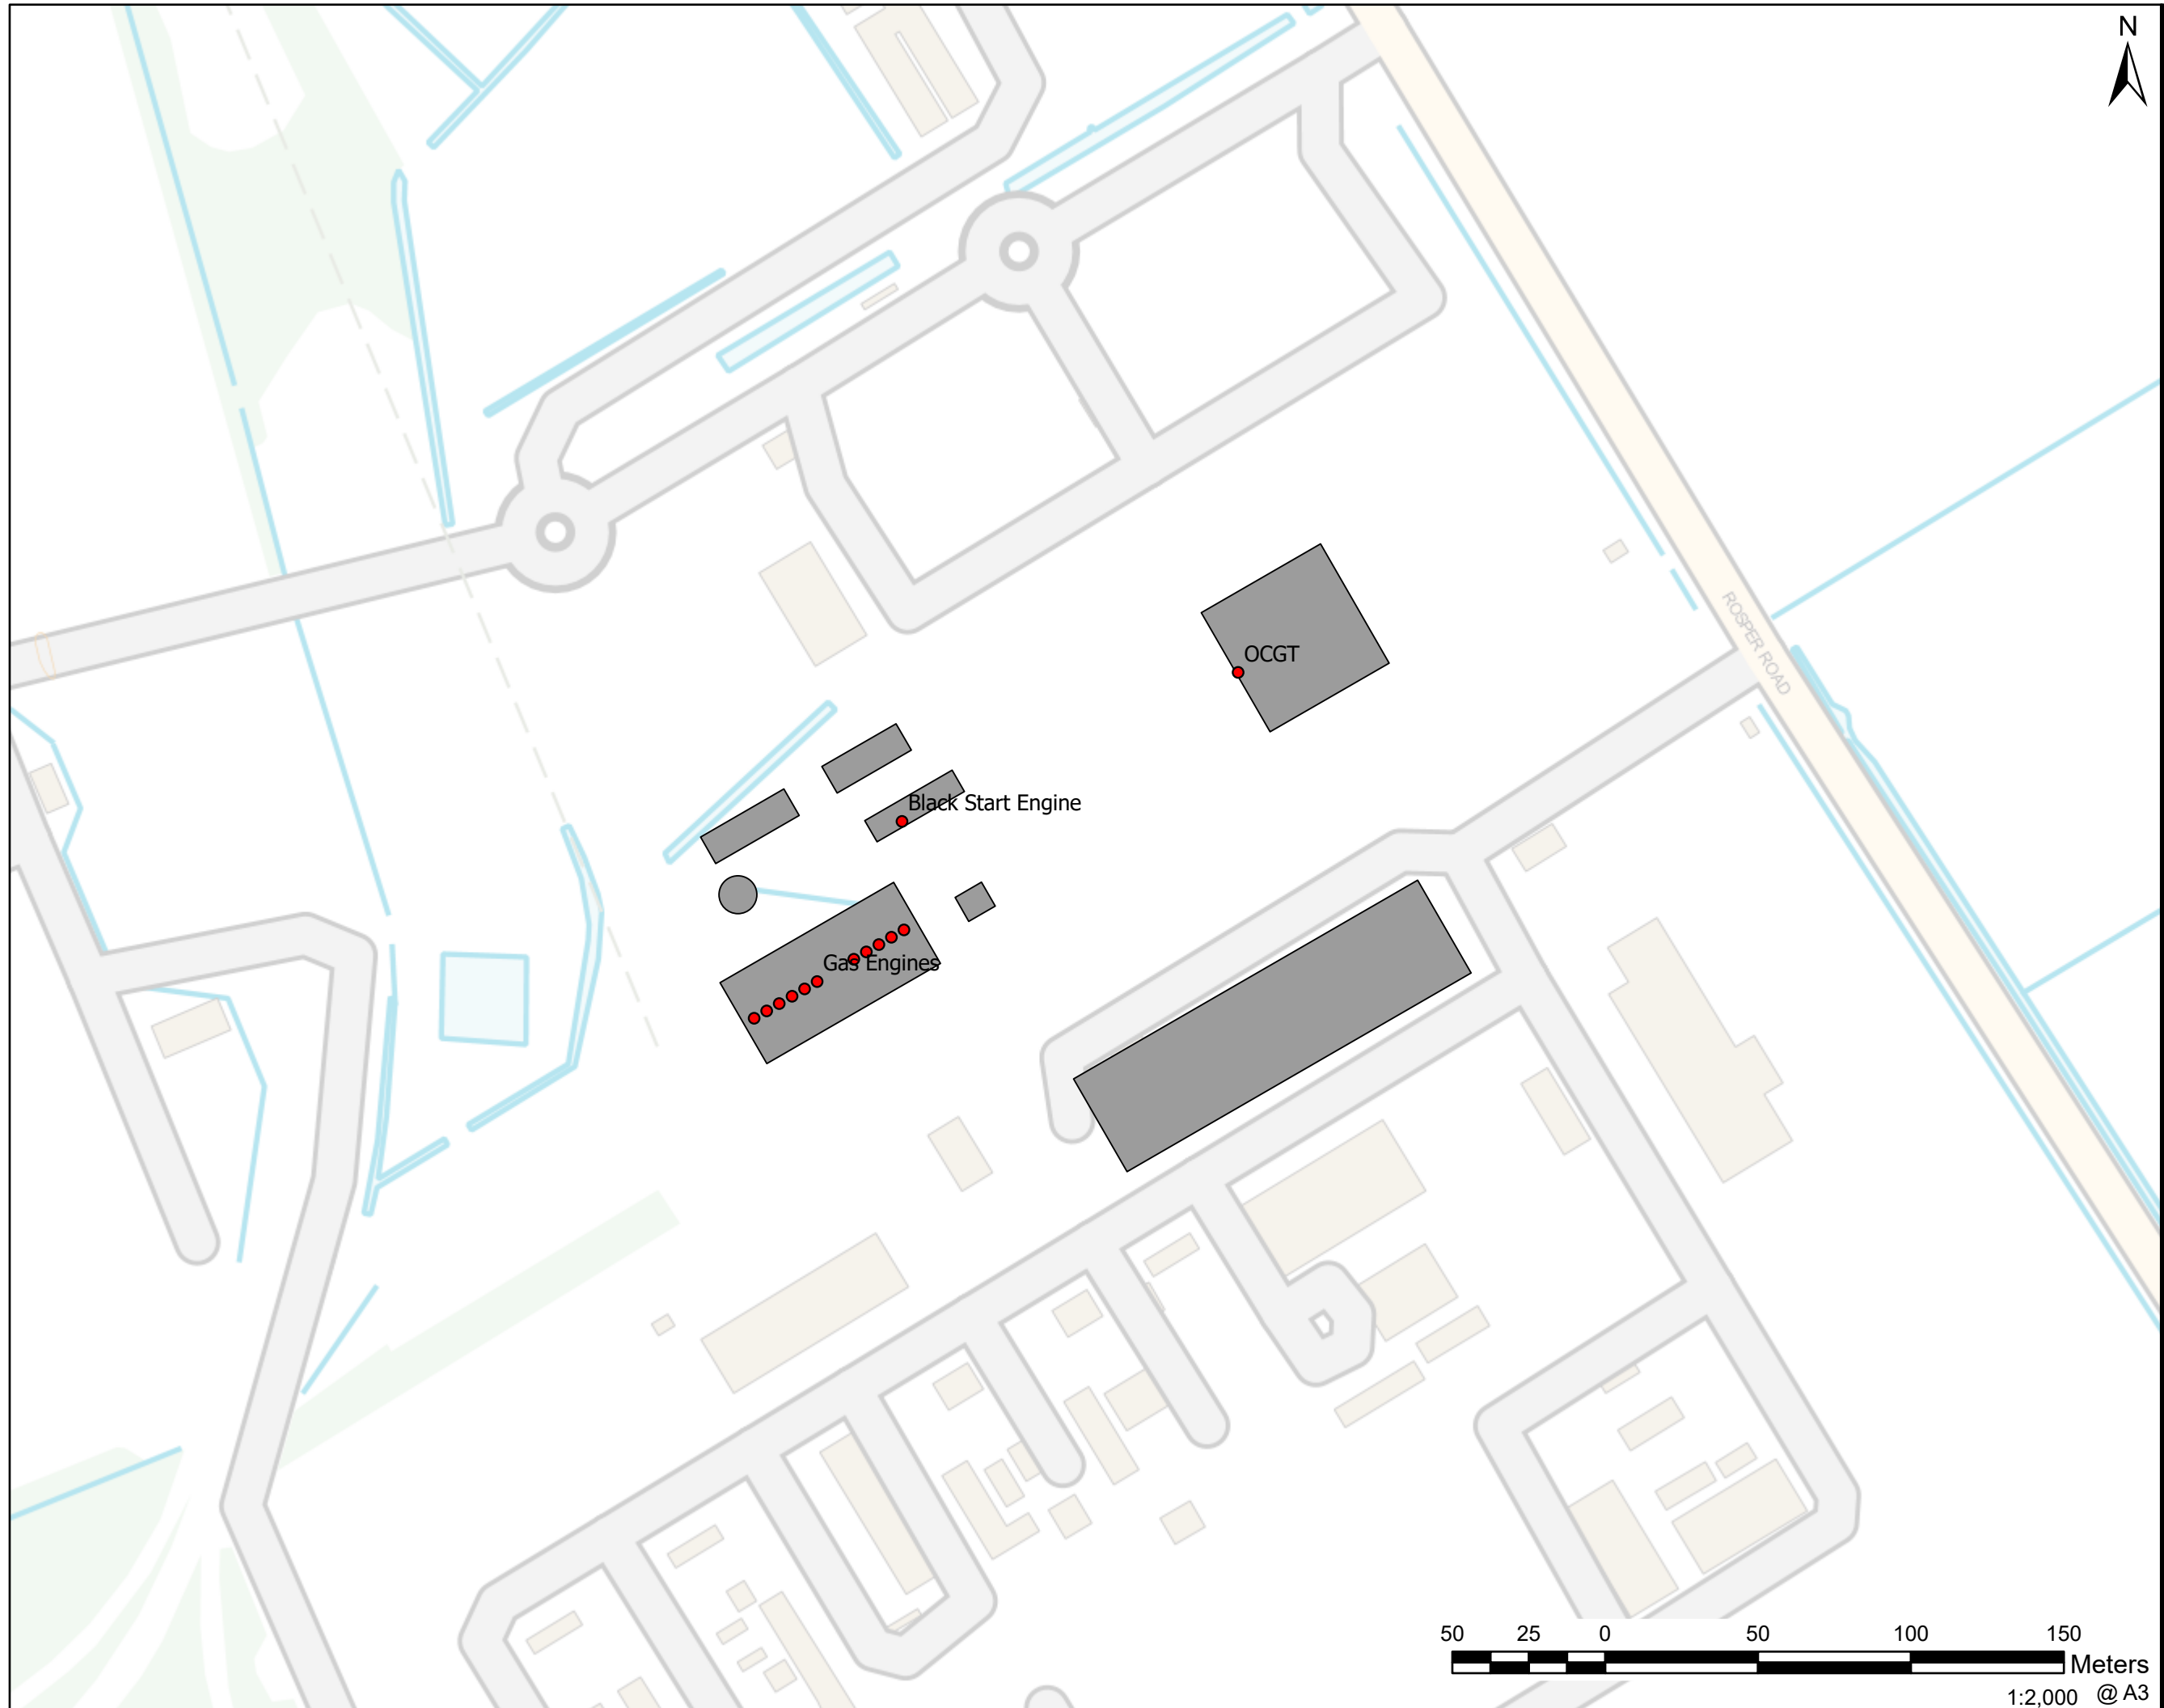 N
OCGT
ROSPER ROAD
Black Start Engine
Gas Engines
50 25 0 50 100 150
Meters
1:2,000 @ A3